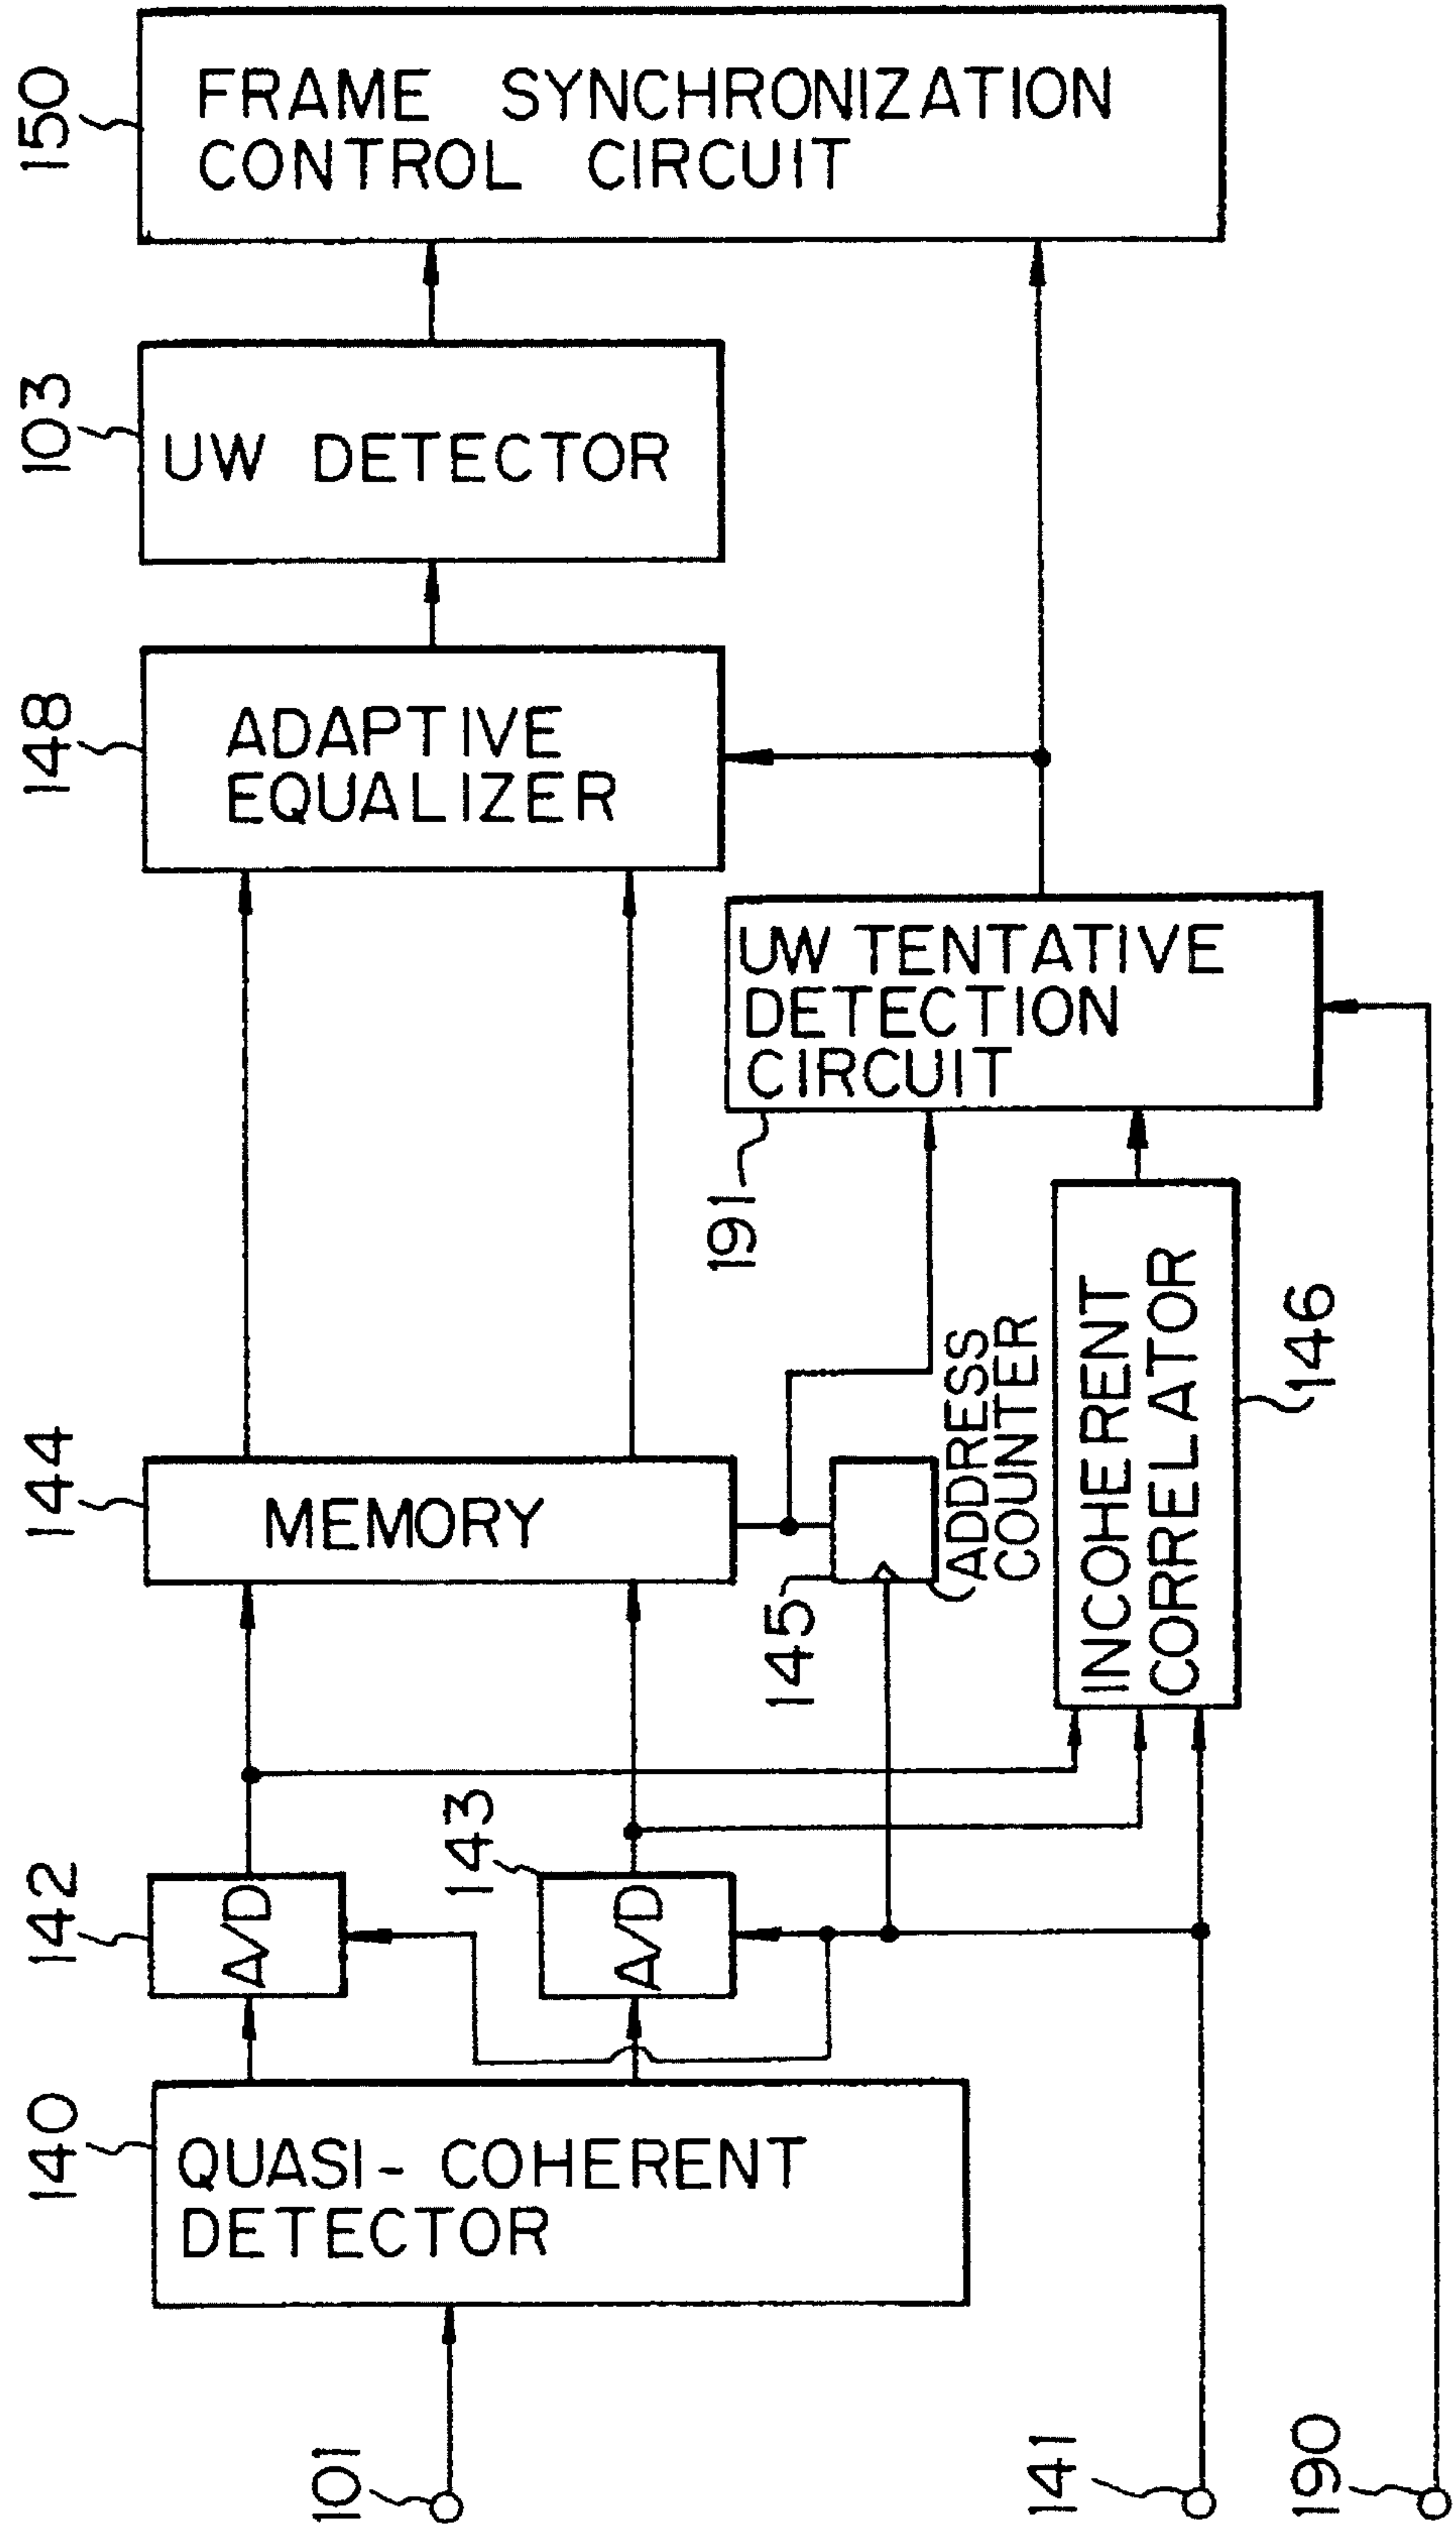 150
FRAME SYNCHRONIZATION
CONTROL CIRCUIT
103
UW DETECTOR
148
ADAPTIVE
EQUALIZER
UW TENTATIVE
DETECTION
CIRCUIT
191
144
MEMORY
145
ADDRESS
COUNTER
INCOHERENT
CORRELATOR
146
142
A/D
143
A/D
140
QUASI-COHERENT
DETECTOR
101
141
190